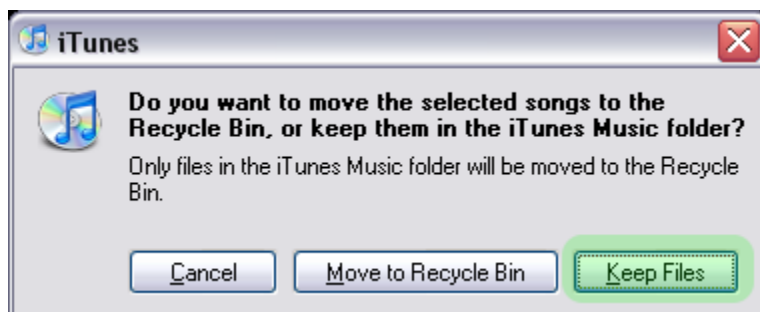 iTunes
Do you want to move the selected songs to the
Recycle Bin, or keep them in the iTunes Music folder?
Only files in the iTunes Music folder will be moved to the Recycle
Bin.
Cancel Move to Recycle Bin Keep Files